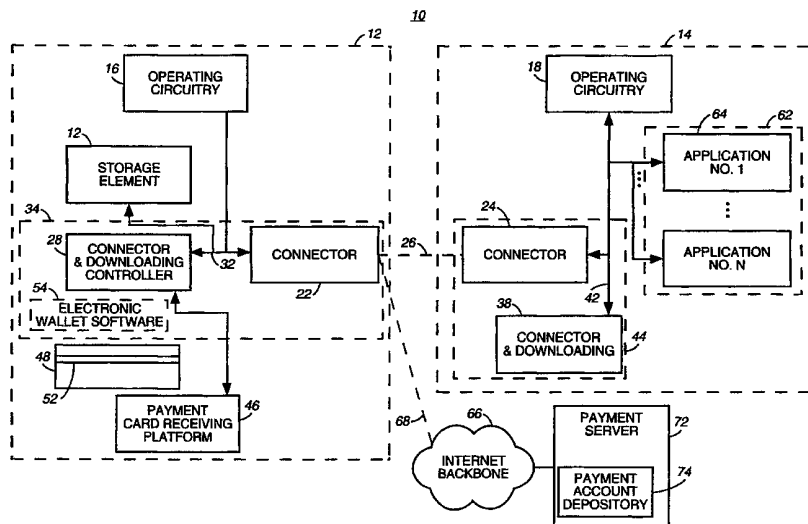 10
12
16
OPERATING
CIRCUITRY
12
STORAGE
ELEMENT
34
28
CONNECTOR
& DOWNLOADING
CONTROLLER
32
CONNECTOR
22
54
ELECTRONIC
WALLET SOFTWARE
48
52
PAYMENT
CARD RECEIVING
PLATFORM
46
26
68
14
18
OPERATING
CIRCUITRY
64
62
APPLICATION
NO. 1
APPLICATION
NO. N
24
CONNECTOR
42
38
CONNECTOR
& DOWNLOADING
44
66
INTERNET
BACKBONE
PAYMENT
SERVER
72
PAYMENT
ACCOUNT
DEPOSITORY
74